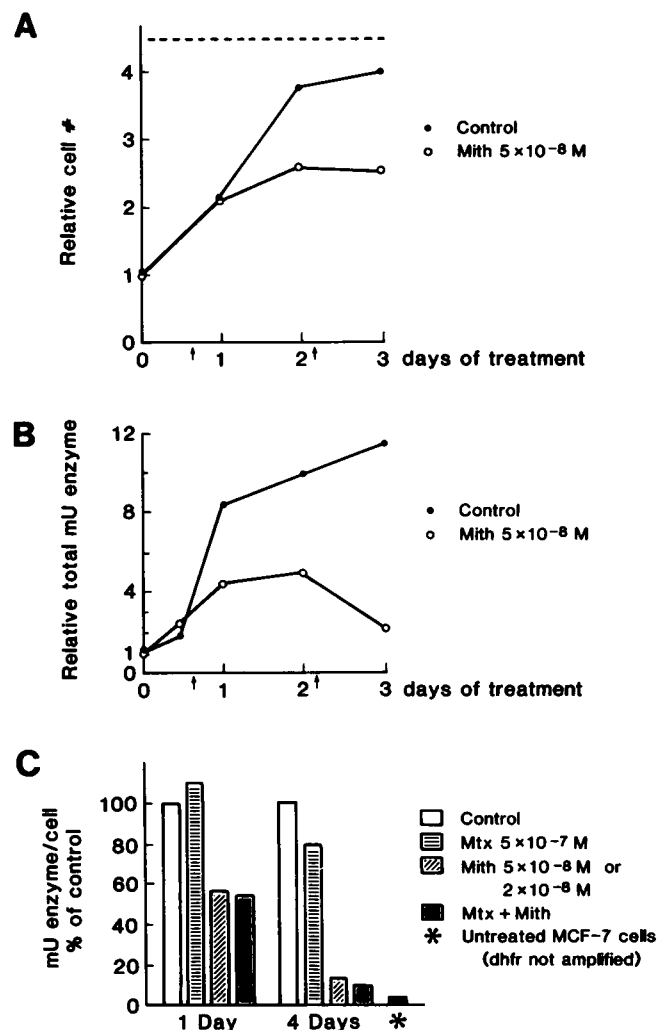 A
Relative cell #
4
3
2
1
0
0 1 2 3 days of treatment
Control
Mith 5×10⁻⁸ M
B
Relative total mU enzyme
12
8
4
1
0
0 1 2 3 days of treatment
Control
Mith 5×10⁻⁸ M
C
mU enzyme/cell
% of control
100
80
60
40
20
0
1 Day 4 Days *
Control
Mtx 5×10⁻⁷ M
Mith 5×10⁻⁸ M or
2×10⁻⁸ M
Mtx + Mith
* Untreated MCF-7 cells
(dhfr not amplified)